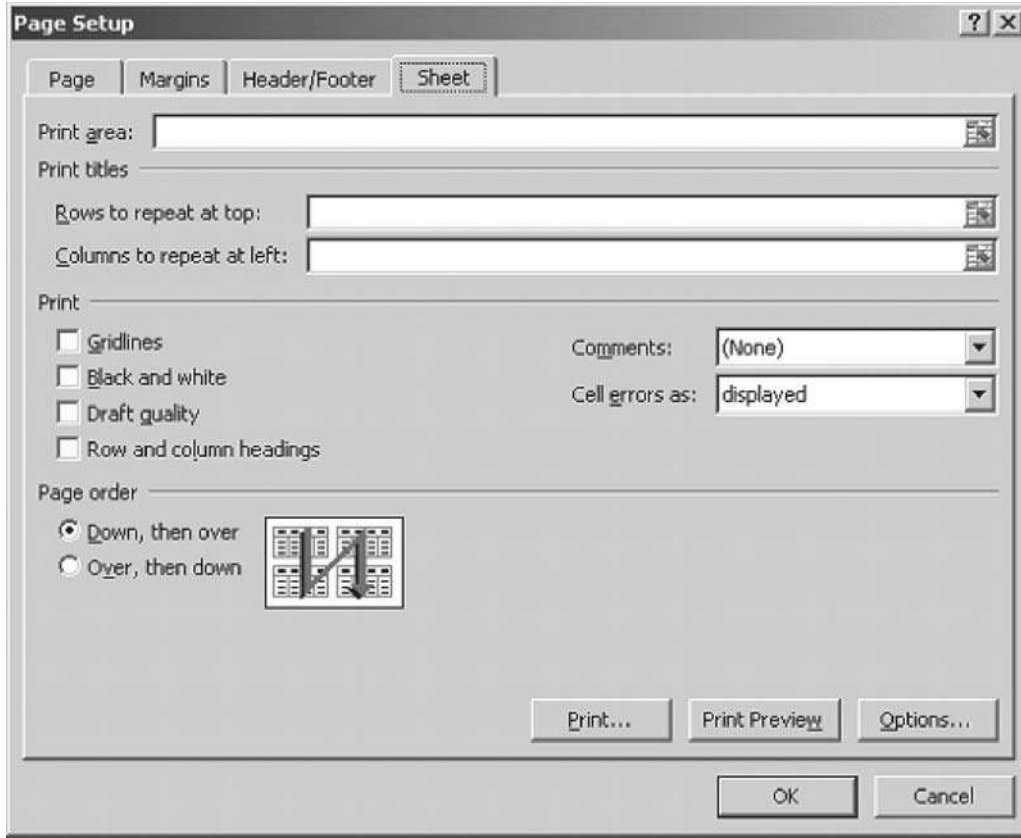 Page Setup
Page Margins Header/Footer Sheet
Print area:
Print titles
Rows to repeat at top:
Columns to repeat at left:
Print
Gridlines
Black and white
Draft quality
Row and column headings
Comments: (None)
Cell errors as: displayed
Page order
Down, then over
Over, then down
Print... Print Preview Options...
OK Cancel